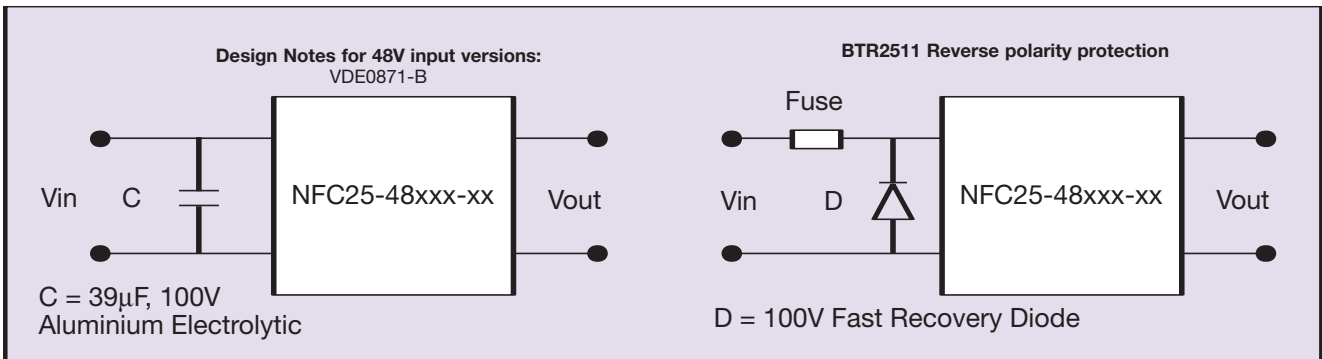 Design Notes for 48V input versions:
VDE0871-B
Vin
C
NFC25-48xxx-xx
Vout
C = 39µF, 100V
Aluminium Electrolytic
BTR2511 Reverse polarity protection
Fuse
Vin
D
NFC25-48xxx-xx
Vout
D = 100V Fast Recovery Diode